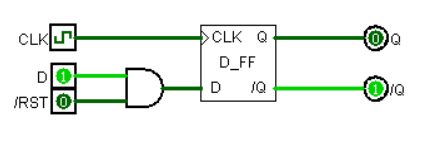 CLK CLK Q 0 Q
D_FF
D 1 D /Q 1 /Q
/RST 0